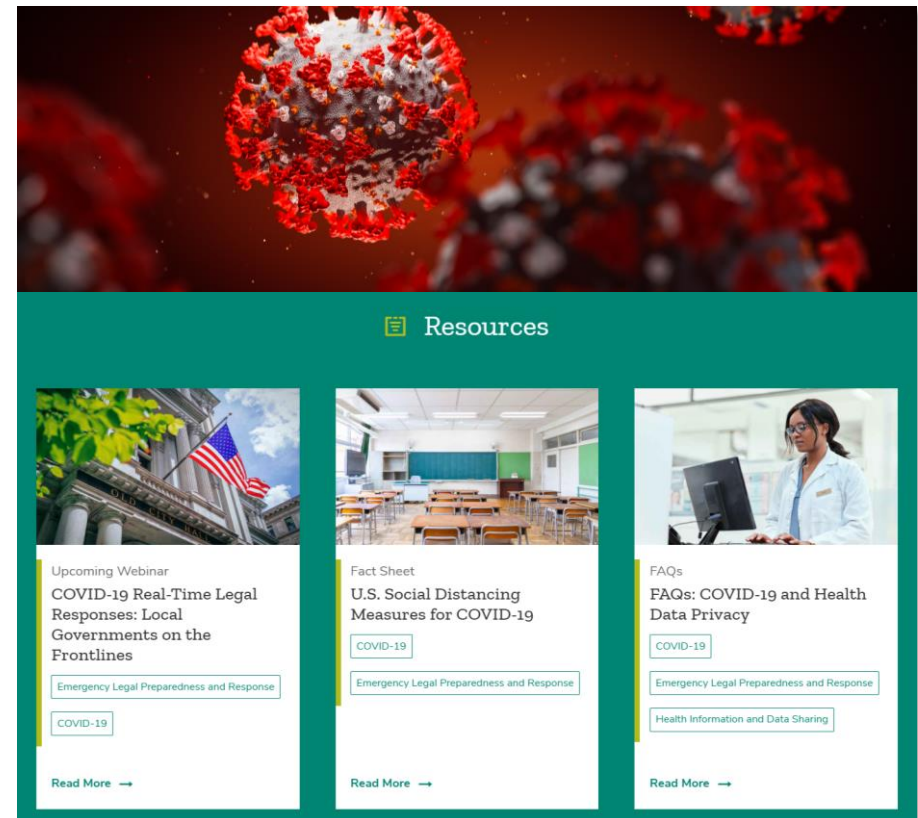 Resources
OLD CITY HALL
Upcoming Webinar
COVID-19 Real-Time Legal
Responses: Local
Governments on the
Frontlines
Emergency Legal Preparedness and Response
COVID-19
Read More →
Fact Sheet
U.S. Social Distancing
Measures for COVID-19
COVID-19
Emergency Legal Preparedness and Response
Read More →
FAQs
FAQs: COVID-19 and Health
Data Privacy
COVID-19
Emergency Legal Preparedness and Response
Health Information and Data Sharing
Read More →